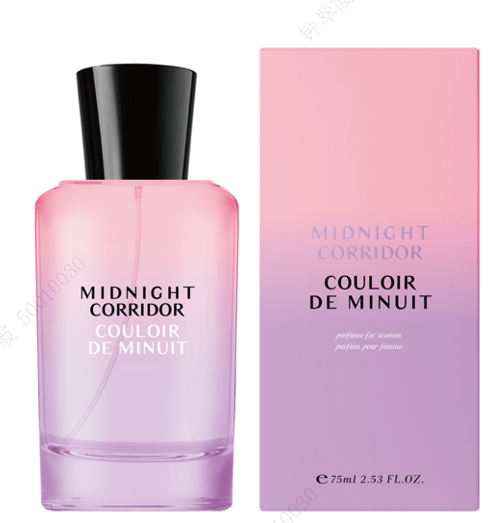 MIDNIGHT
CORRIDOR
COULOIR
DE MINUIT
MIDNIGHT
CORRIDOR
COULOIR
DE MINUIT
perfume for women
parfum pour femme
℮75ml 2.53 FL.OZ.
50010030